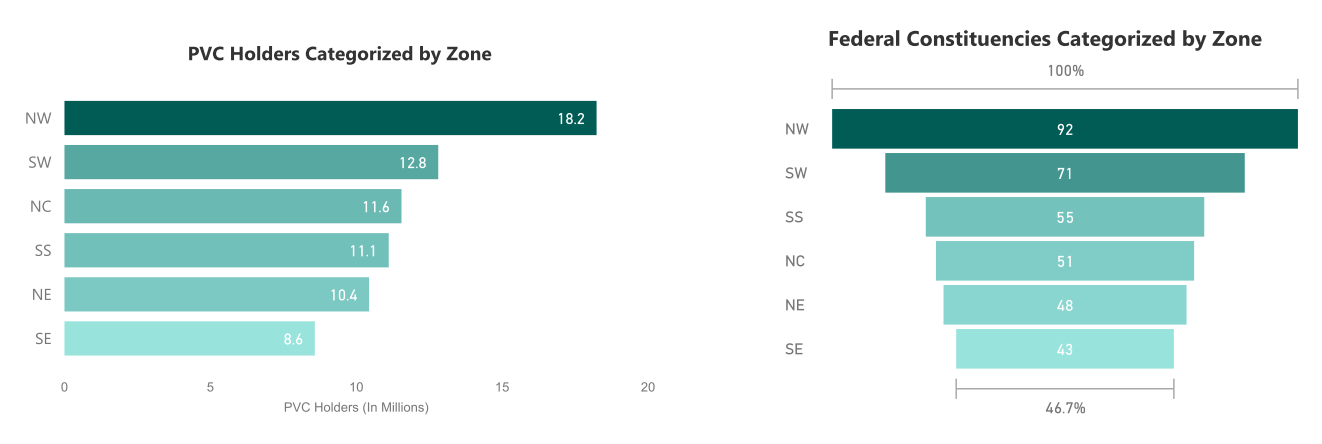 PVC Holders Categorized by Zone
NW 18.2
SW 12.8
NC 11.6
SS 11.1
NE 10.4
SE 8.6
0 5 10 15 20
PVC Holders (In Millions)
Federal Constituencies Categorized by Zone
100%
NW 92
SW 71
SS 55
NC 51
NE 48
SE 43
46.7%